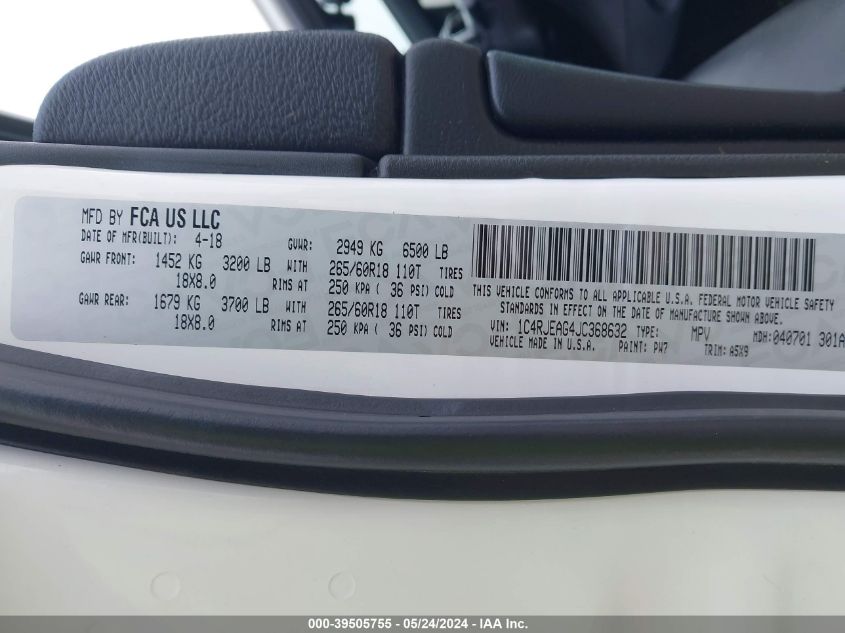 MFD BY FCA US LLC
DATE OF MFR(BUILT): 4-18 GVWR: 2949 KG 6500 LB
GAWR FRONT: 1452 KG 3200 LB WITH 265/60R18 110T TIRES
18X8.0 RIMS AT 250 KPA ( 36 PSI) COLD
GAWR REAR: 1679 KG 3700 LB WITH 265/60R18 110T TIRES
18X8.0 RIMS AT 250 KPA ( 36 PSI) COLD
THIS VEHICLE CONFORMS TO ALL APPLICABLE U.S.A. FEDERAL MOTOR VEHICLE SAFETY
STANDARDS IN EFFECT ON THE DATE OF MANUFACTURE SHOWN ABOVE.
VIN: 1C4RJEAG4JC368632 TYPE: MPV MDH:040701 301A
VEHICLE MADE IN U.S.A. PAINT: PW7 TRIM: A5X9
000-39505755 - 05/24/2024 - IAA Inc.